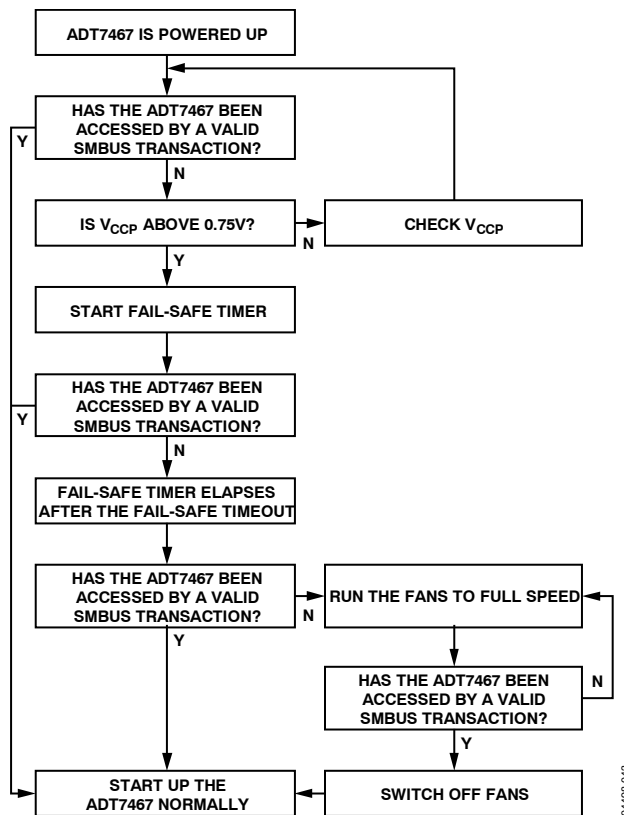 ADT7467 IS POWERED UP
HAS THE ADT7467 BEEN
ACCESSED BY A VALID
SMBUS TRANSACTION?
Y
N
IS VCCP ABOVE 0.75V?
N
CHECK VCCP
Y
START FAIL-SAFE TIMER
HAS THE ADT7467 BEEN
ACCESSED BY A VALID
SMBUS TRANSACTION?
Y
N
FAIL-SAFE TIMER ELAPSES
AFTER THE FAIL-SAFE TIMEOUT
HAS THE ADT7467 BEEN
ACCESSED BY A VALID
SMBUS TRANSACTION?
N
RUN THE FANS TO FULL SPEED
Y
HAS THE ADT7467 BEEN
ACCESSED BY A VALID
SMBUS TRANSACTION?
N
Y
START UP THE
ADT7467 NORMALLY
SWITCH OFF FANS